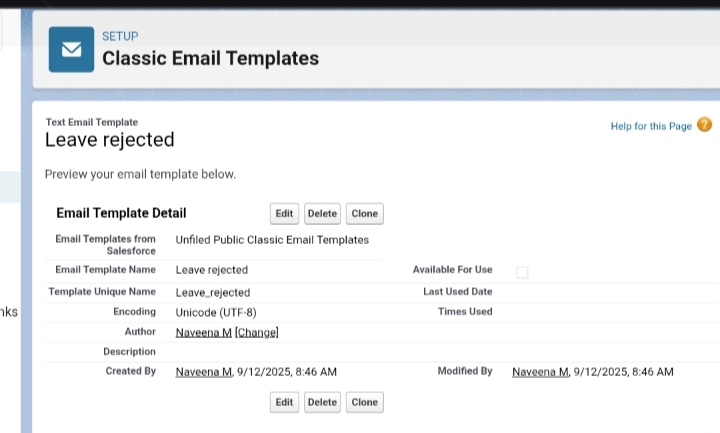 SETUP
Classic Email Templates
Text Email Template
Leave rejected
Help for this Page ?
Preview your email template below.
Email Template Detail Edit Delete Clone
Email Templates from Salesforce Unfiled Public Classic Email Templates
Email Template Name Leave rejected Available For Use
Template Unique Name Leave_rejected Last Used Date
Encoding Unicode (UTF-8) Times Used
Author Naveena M [Change]
Description
Created By Naveena M, 9/12/2025, 8:46 AM Modified By Naveena M, 9/12/2025, 8:46 AM
Edit Delete Clone